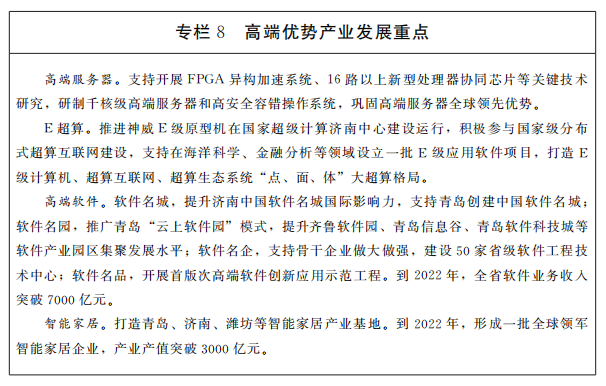 专栏 8 高端优势产业发展重点
高端服务器。支持开展 FPGA 异构加速系统、16 路以上新型处理器协同芯片等关键技术
研究，研制千核级高端服务器和高安全容错操作系统，巩固高端服务器全球领先优势。
E 超算。推进神威 E 级原型机在国家超级计算济南中心建设运行，积极参与国家级分布
式超算互联网建设，支持在海洋科学、金融分析等领域设立一批 E 级应用软件项目，打造 E
级计算机、超算互联网、超算生态系统“点、面、体”大超算格局。
高端软件。软件名城，提升济南中国软件名城国际影响力，支持青岛创建中国软件名城；
软件名园，推广青岛“云上软件园”模式，提升齐鲁软件园、青岛信息谷、青岛软件科技城等
软件产业园区集聚发展水平；软件名企，支持骨干企业做大做强，建设 50 家省级软件工程技
术中心；软件名品，开展首版次高端软件创新应用示范工程。到 2022 年，全省软件业务收入
突破 7000 亿元。
智能家居。打造青岛、济南、潍坊等智能家居产业基地。到 2022 年，形成一批全球领军
智能家居企业，产业产值突破 3000 亿元。